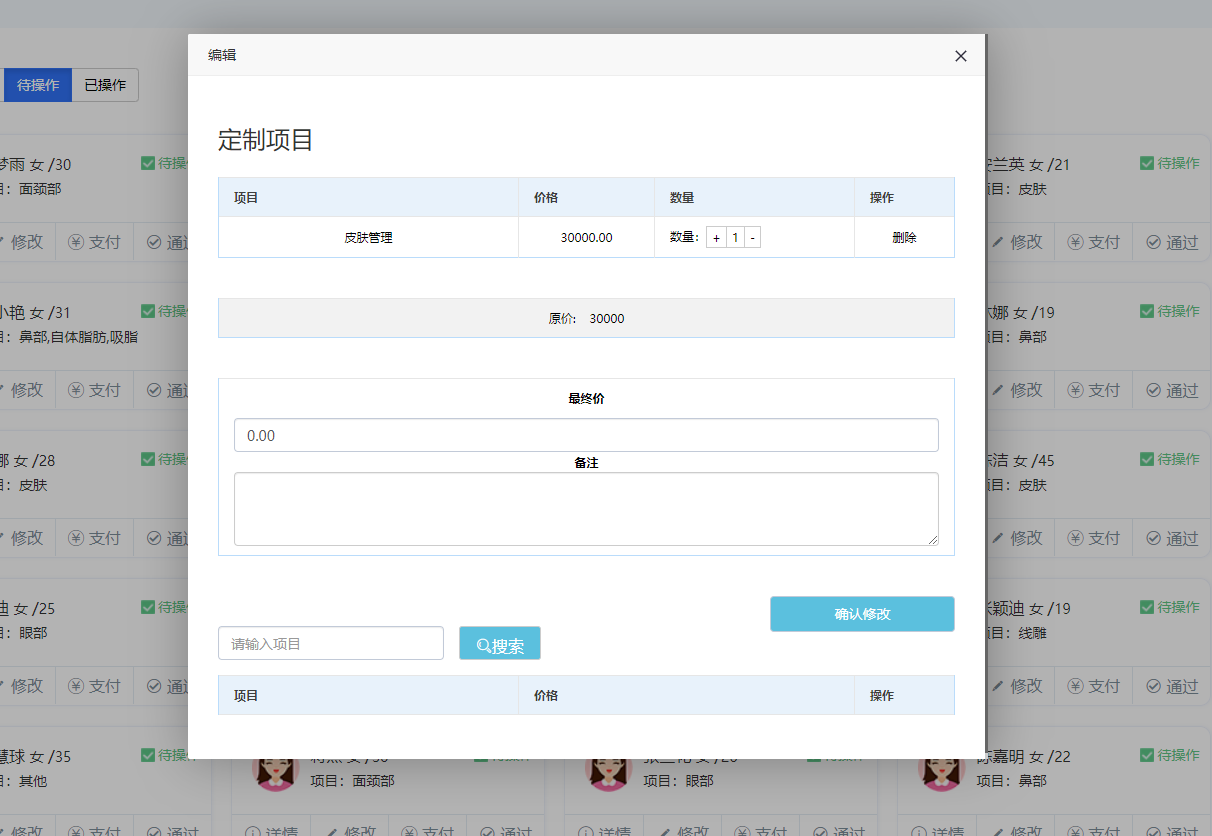 编辑
待操作 已操作
定制项目
项目 价格 数量 操作
皮肤管理 30000.00 数量： + 1 - 删除
原价： 30000
最终价
0.00
备注
确认修改
请输入项目 搜索
项目 价格 操作
梦雨 女 /30 待操
：面颈部
修改 支付 通过
兰英 女 /21 待操作
项目：皮肤
修改 支付 通过
小艳 女 /31 待操
：鼻部,自体脂肪,吸脂
修改 支付 通
娜 女 /19 待操作
项目：鼻部
修改 支付 通过
娜 女 /28 待操
：皮肤
修改 支付 通
洁 女 /45 待操作
项目：皮肤
修改 支付 通过
迪 女 /25 待操
：眼部
修改 支付 通
张颖迪 女 /19 待操作
项目：线雕
修改 支付 通过
慧球 女 /35 待操作
：其他
修改 支付 通过
项目：面颈部
详情 修改 支付 通过
项目：眼部
详情 修改 支付 通过
陈嘉明 女 /22 待操作
项目：鼻部
详情 修改 支付 通过